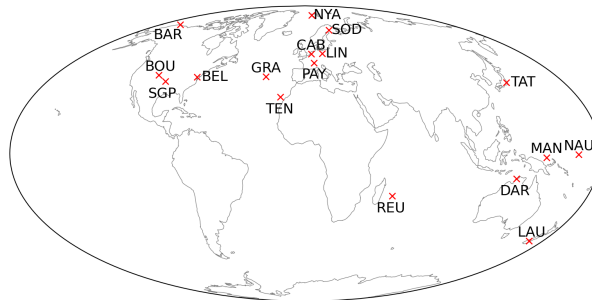 NYA
BAR
SOD
CAB
LIN
BOU
BEL
GRA
PAY
TAT
SGP
TEN
MAN
NAU
DAR
REU
LAU